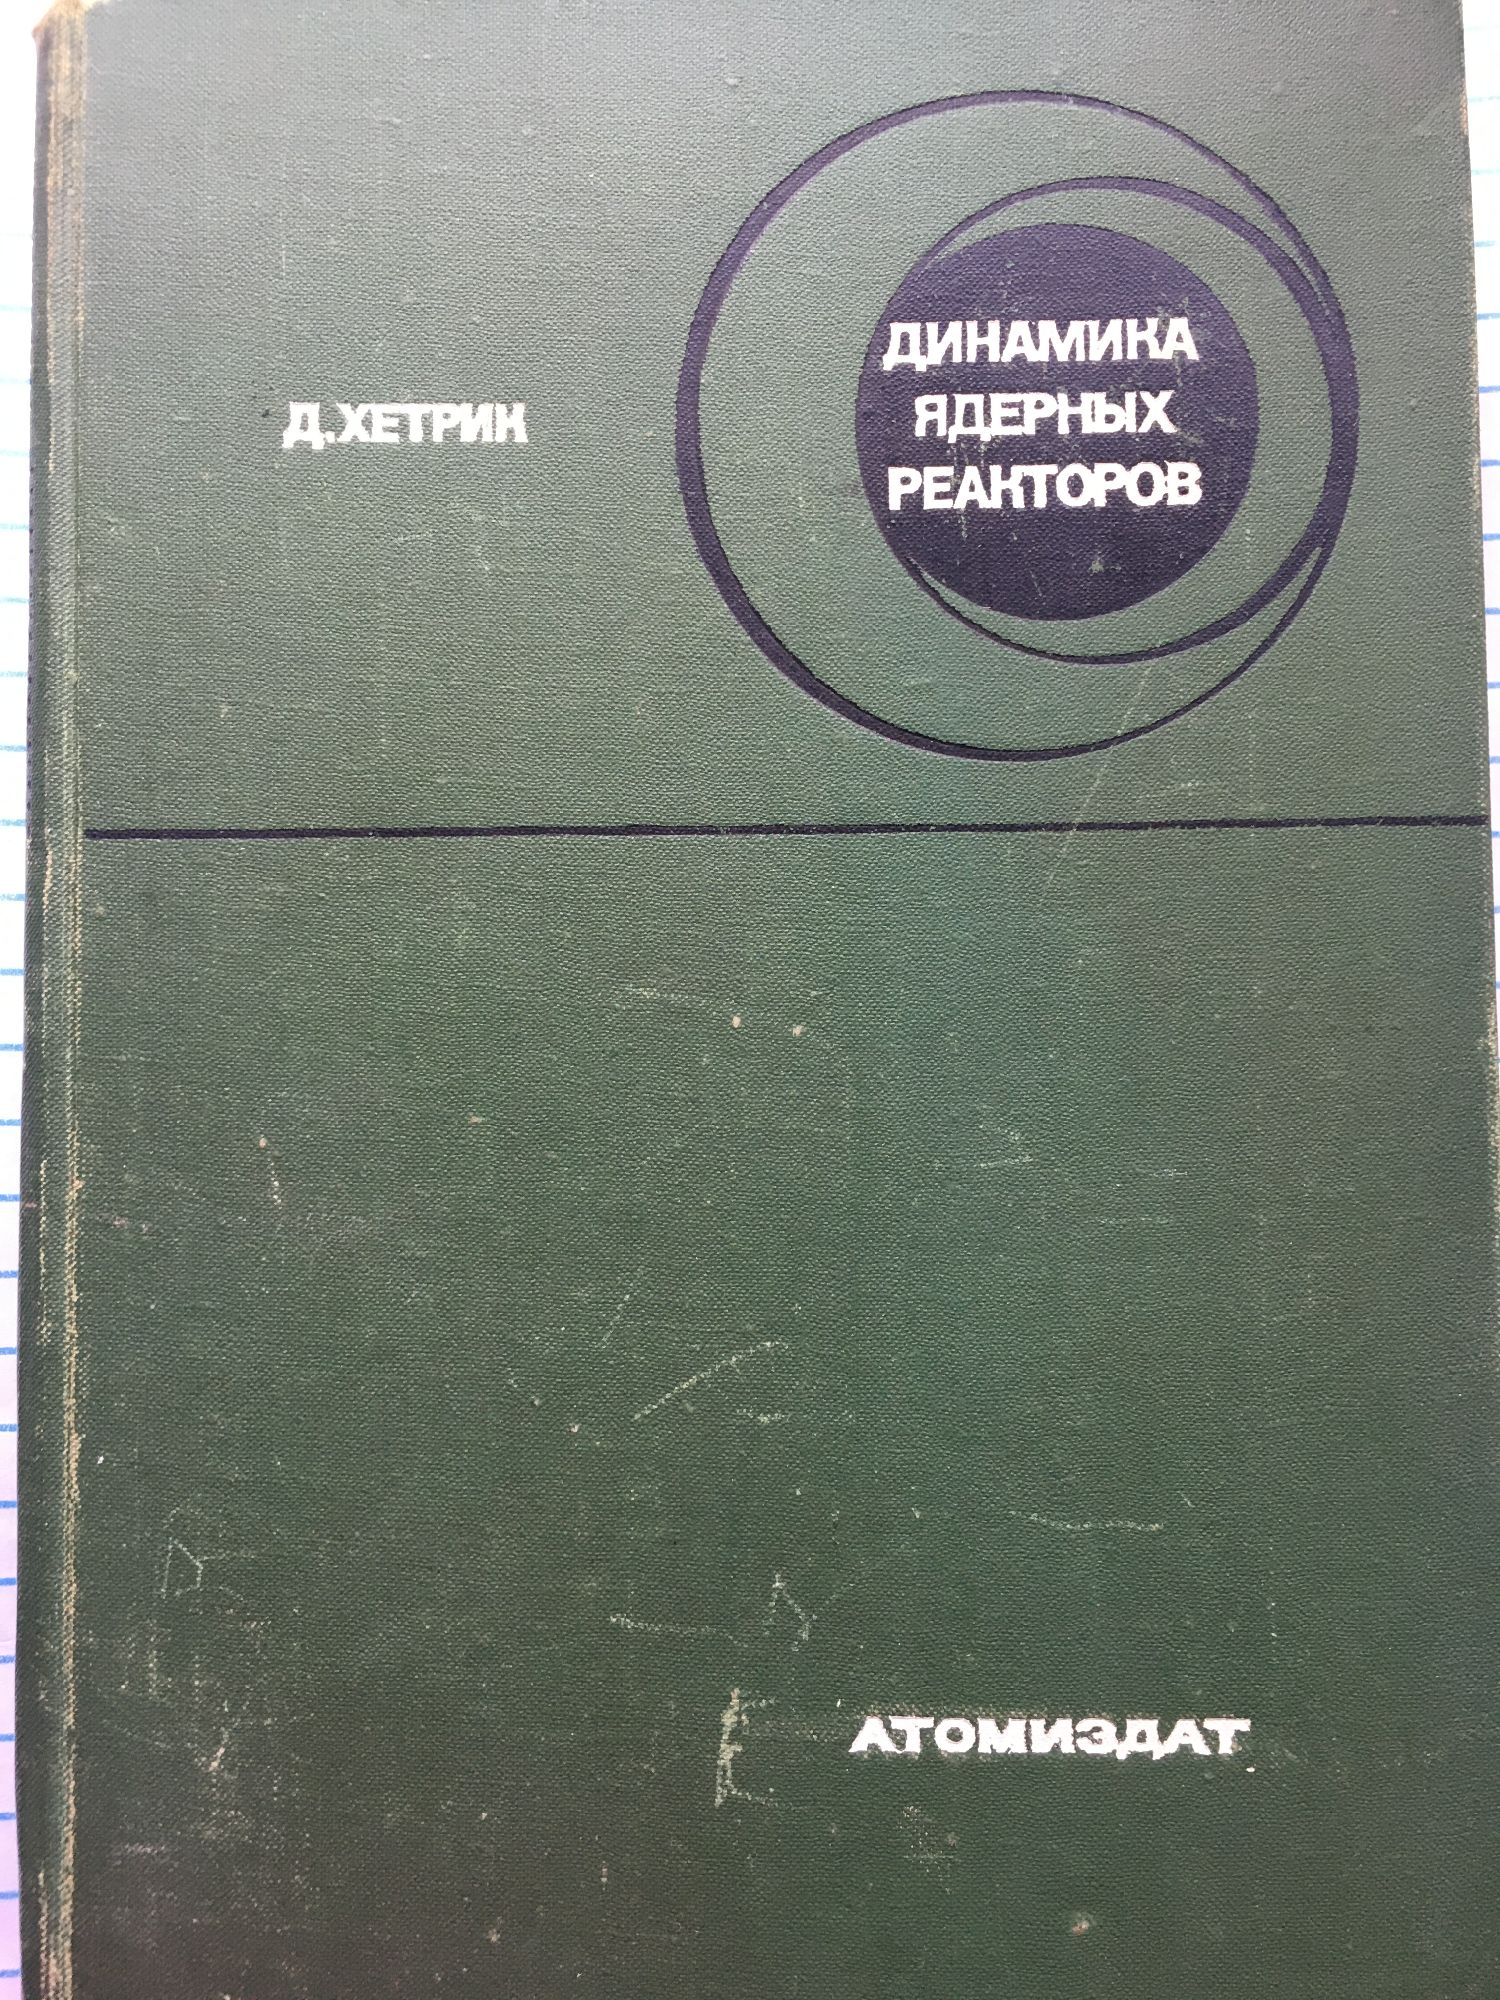 Д. ХЕТРИК
ДИНАМИКА
ЯДЕРНЫХ
РЕАКТОРОВ
АТОМИЗДАТ